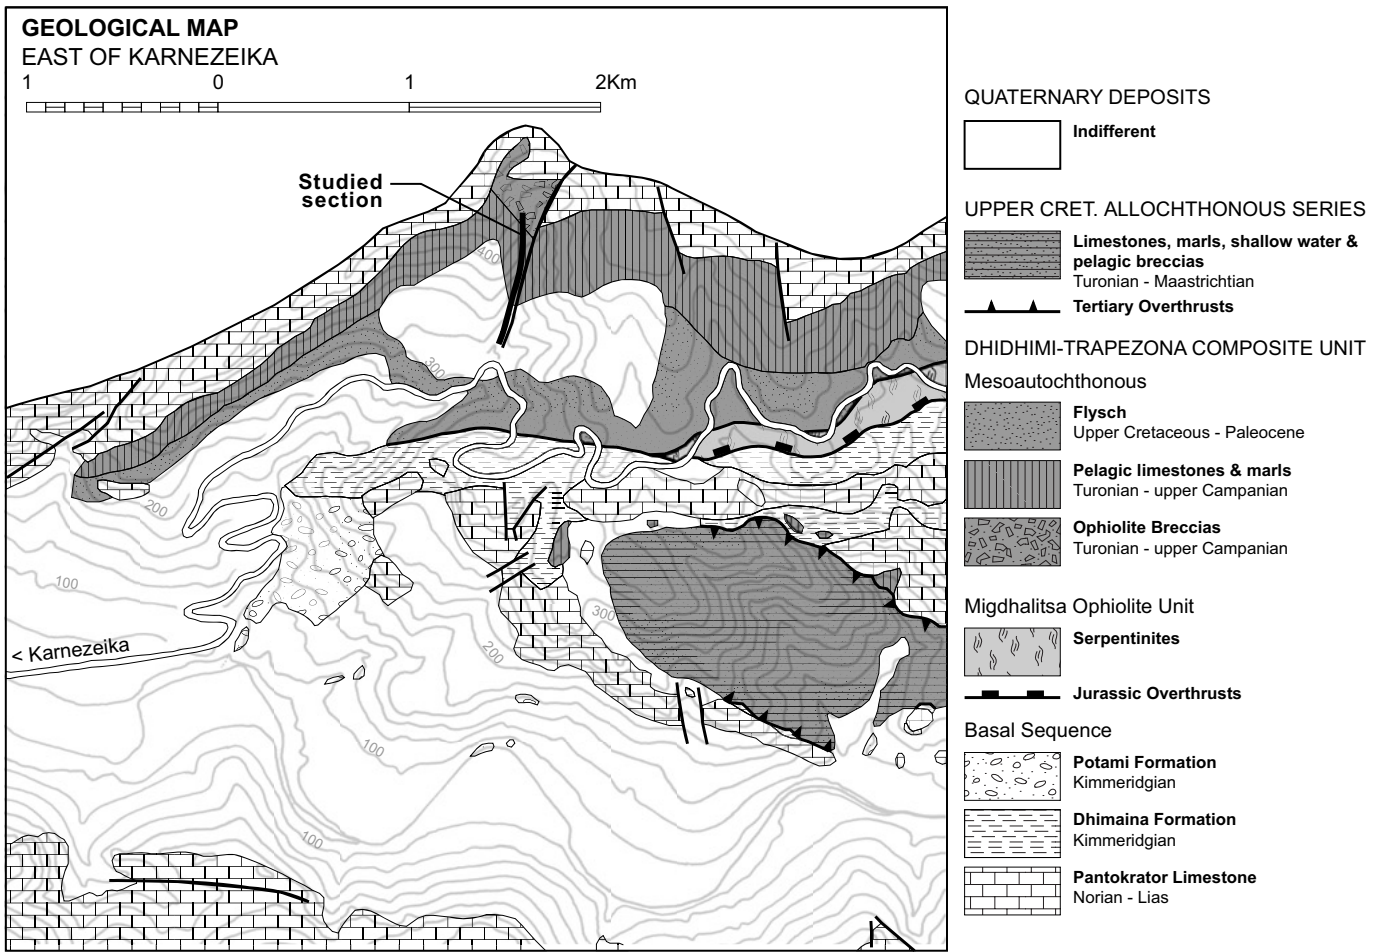 GEOLOGICAL MAP
EAST OF KARNEZEIKA
1 0 1 2Km
Studied
section
400
300
200
100
< Karnezeika
300
200
100
100
QUATERNARY DEPOSITS
Indifferent
UPPER CRET. ALLOCHTHONOUS SERIES
Limestones, marls, shallow water &
pelagic breccias
Turonian - Maastrichtian
Tertiary Overthrusts
DHIDHIMI-TRAPEZONA COMPOSITE UNIT
Mesoautochthonous
Flysch
Upper Cretaceous - Paleocene
Pelagic limestones & marls
Turonian - upper Campanian
Ophiolite Breccias
Turonian - upper Campanian
Migdhalitsa Ophiolite Unit
Serpentinites
Jurassic Overthrusts
Basal Sequence
Potami Formation
Kimmeridgian
Dhimaina Formation
Kimmeridgian
Pantokrator Limestone
Norian - Lias